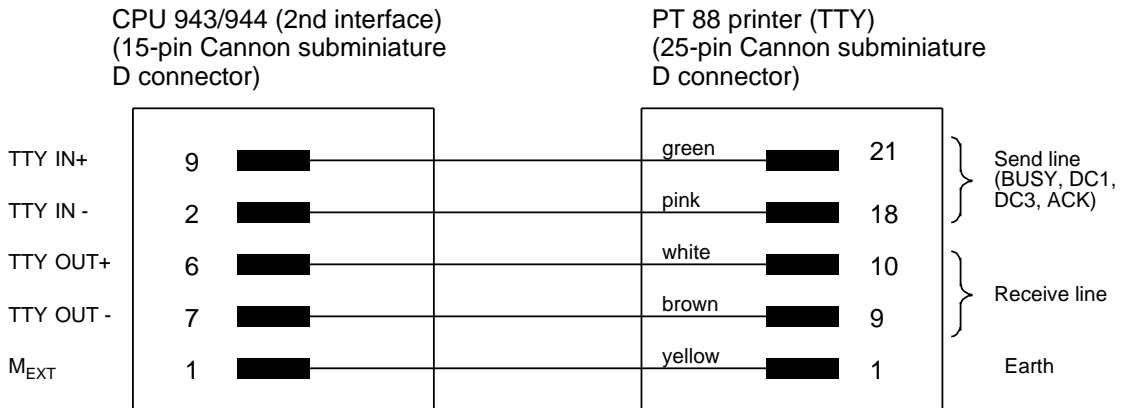 CPU 943/944 (2nd interface)
(15-pin Cannon subminiature
D connector)
PT 88 printer (TTY)
(25-pin Cannon subminiature
D connector)
TTY IN+ 9 green 21
TTY IN - 2 pink 18
Send line
(BUSY, DC1,
DC3, ACK)
TTY OUT+ 6 white 10
TTY OUT - 7 brown 9
Receive line
MEXT 1 yellow 1 Earth